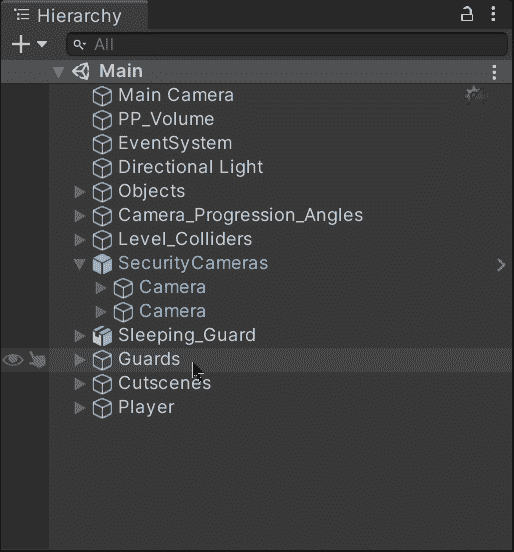 Hierarchy
All
Main
Main Camera
PP_Volume
EventSystem
Directional Light
Objects
Camera_Progression_Angles
Level_Colliders
SecurityCameras
Camera
Camera
Sleeping_Guard
Guards
Cutscenes
Player